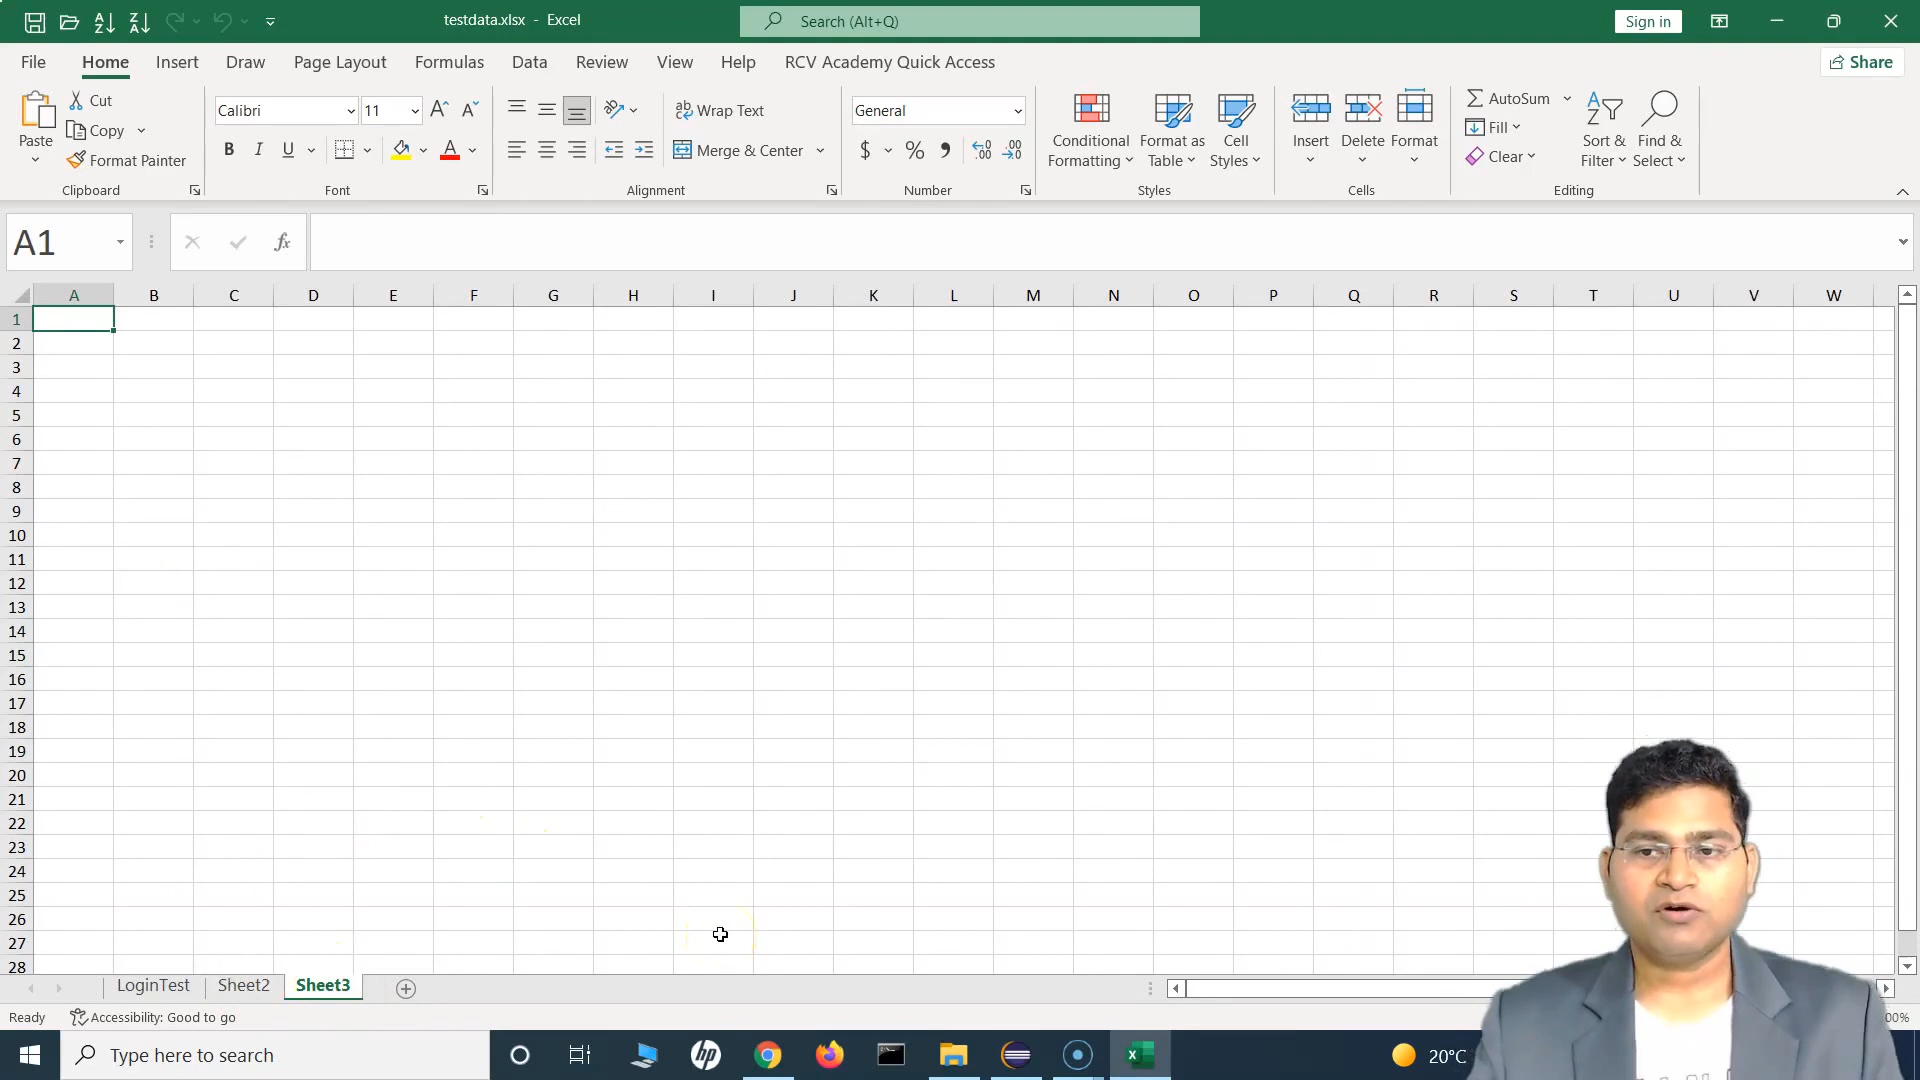 testdata.xlsx - Excel
Search (Alt+Q)
Sign in
File Home Insert Draw Page Layout Formulas Data Review View Help RCV Academy Quick Access
Share
Paste
Cut
Copy
Format Painter
Clipboard
Calibri 11
B I U
A
Font
ab Wrap Text
Merge & Center
Alignment
General
$ % ,
Number
Conditional Formatting
Format as Table
Cell Styles
Styles
Insert
Delete
Format
Cells
AutoSum
Fill
Clear
Sort & Filter
Find & Select
Editing
A1
fx
A B C D E F G H I J K L M N O P Q R S T U V W
1
2
3
4
5
6
7
8
9
10
11
12
13
14
15
16
17
18
19
20
21
22
23
24
25
26
27
28
LoginTest Sheet2 Sheet3
Ready
Accessibility: Good to go
Type here to search
20°C